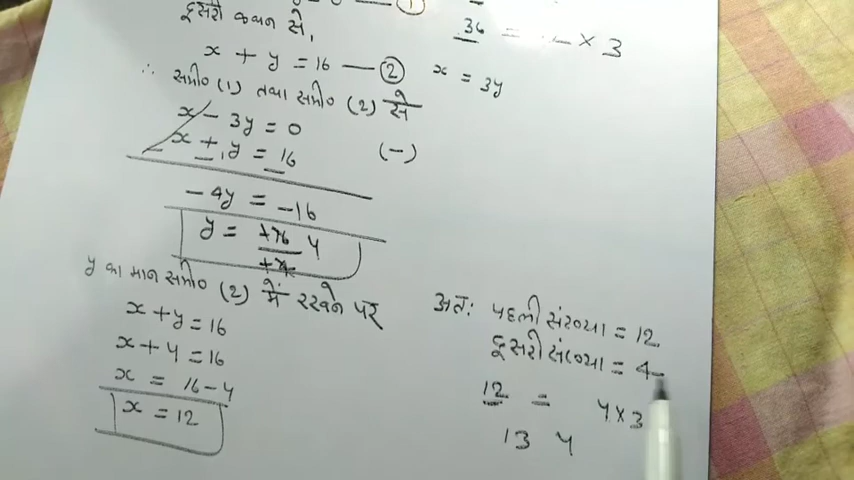 दुसरी कथन से,
x + y = 16 — ②
∴ समी० (1) तथा समी० (2) से
x - 3y = 0
x + y = 16 (-)
- 4y = -16
y = +16/+4 4
y का मान समी० (2) में रखने पर
x + y = 16
x + 4 = 16
x = 16 - 4
x = 12
36 = × 3
x = 3y
अतः पहली संख्या = 12
दूसरी संख्या = 4
12 = 4 × 3
13 4